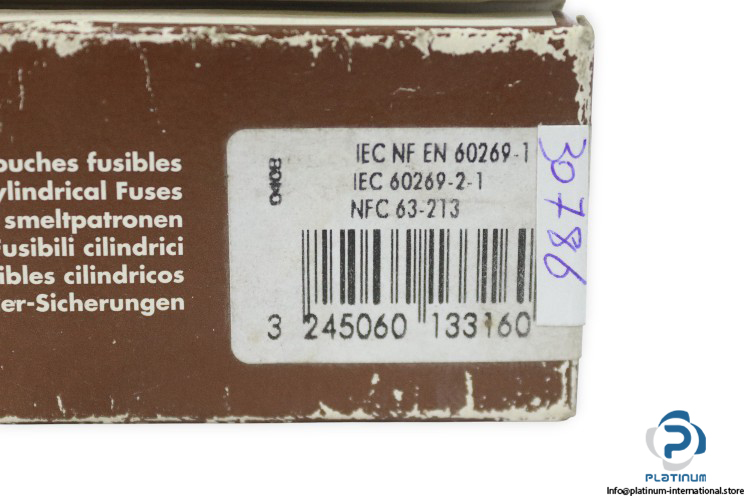 ouches fusibles
ylindrical Fuses
smeltpatronen
Fusibili cilindrici
ibles cilindricos
er-Sicherungen
IEC NF EN 60269-1
IEC 60269-2-1
NFC 63-213
3 245060 133160
30786
PLATINUM
Info@platinum-international.store